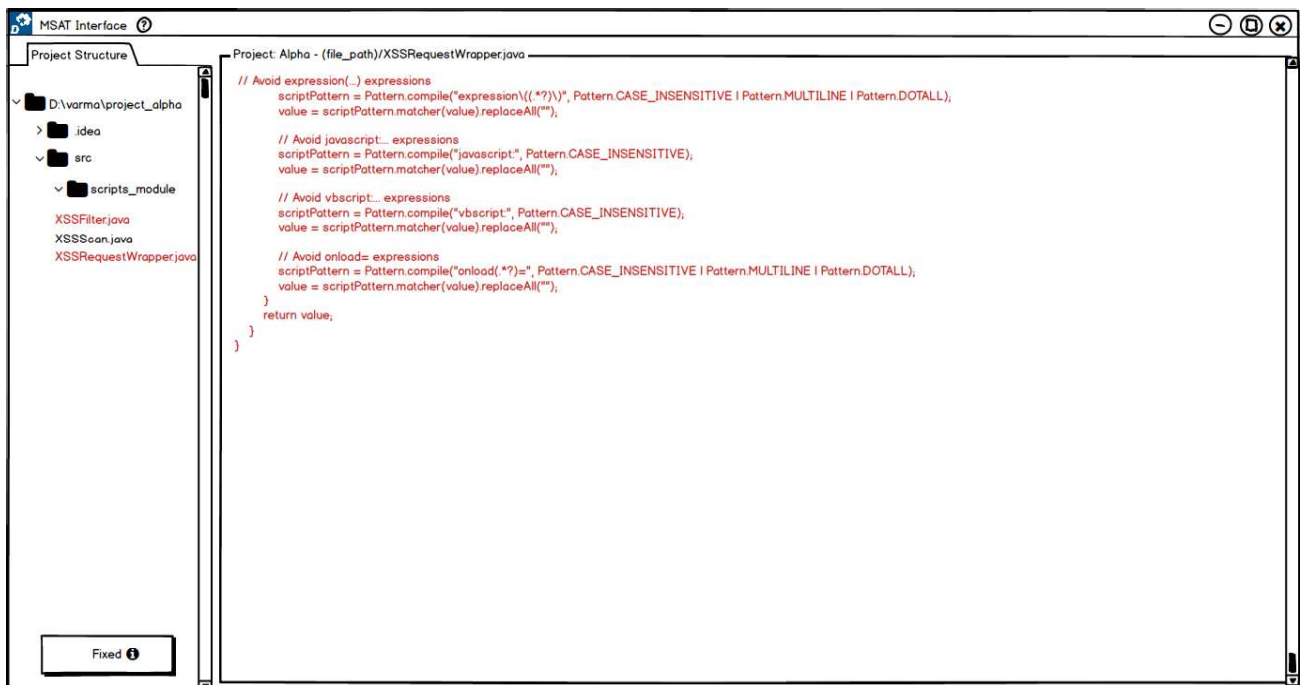 MSAT Interface ?
Project Structure
D:\varma\project_alpha
.idea
src
scripts_module
XSSFilter.java
XSSScan.java
XSSRequestWrapper.java
Fixed i
Project: Alpha - (file_path)/XSSRequestWrapper.java
// Avoid expression(...) expressions
scriptPattern = Pattern.compile("expression\((.*?)\)", Pattern.CASE_INSENSITIVE | Pattern.MULTILINE | Pattern.DOTALL);
value = scriptPattern.matcher(value).replaceAll("");
// Avoid javascript:... expressions
scriptPattern = Pattern.compile("javascript:", Pattern.CASE_INSENSITIVE);
value = scriptPattern.matcher(value).replaceAll("");
// Avoid vbscript:... expressions
scriptPattern = Pattern.compile("vbscript:", Pattern.CASE_INSENSITIVE);
value = scriptPattern.matcher(value).replaceAll("");
// Avoid onload= expressions
scriptPattern = Pattern.compile("onload(.*?)=", Pattern.CASE_INSENSITIVE | Pattern.MULTILINE | Pattern.DOTALL);
value = scriptPattern.matcher(value).replaceAll("");
}
return value;
}
}